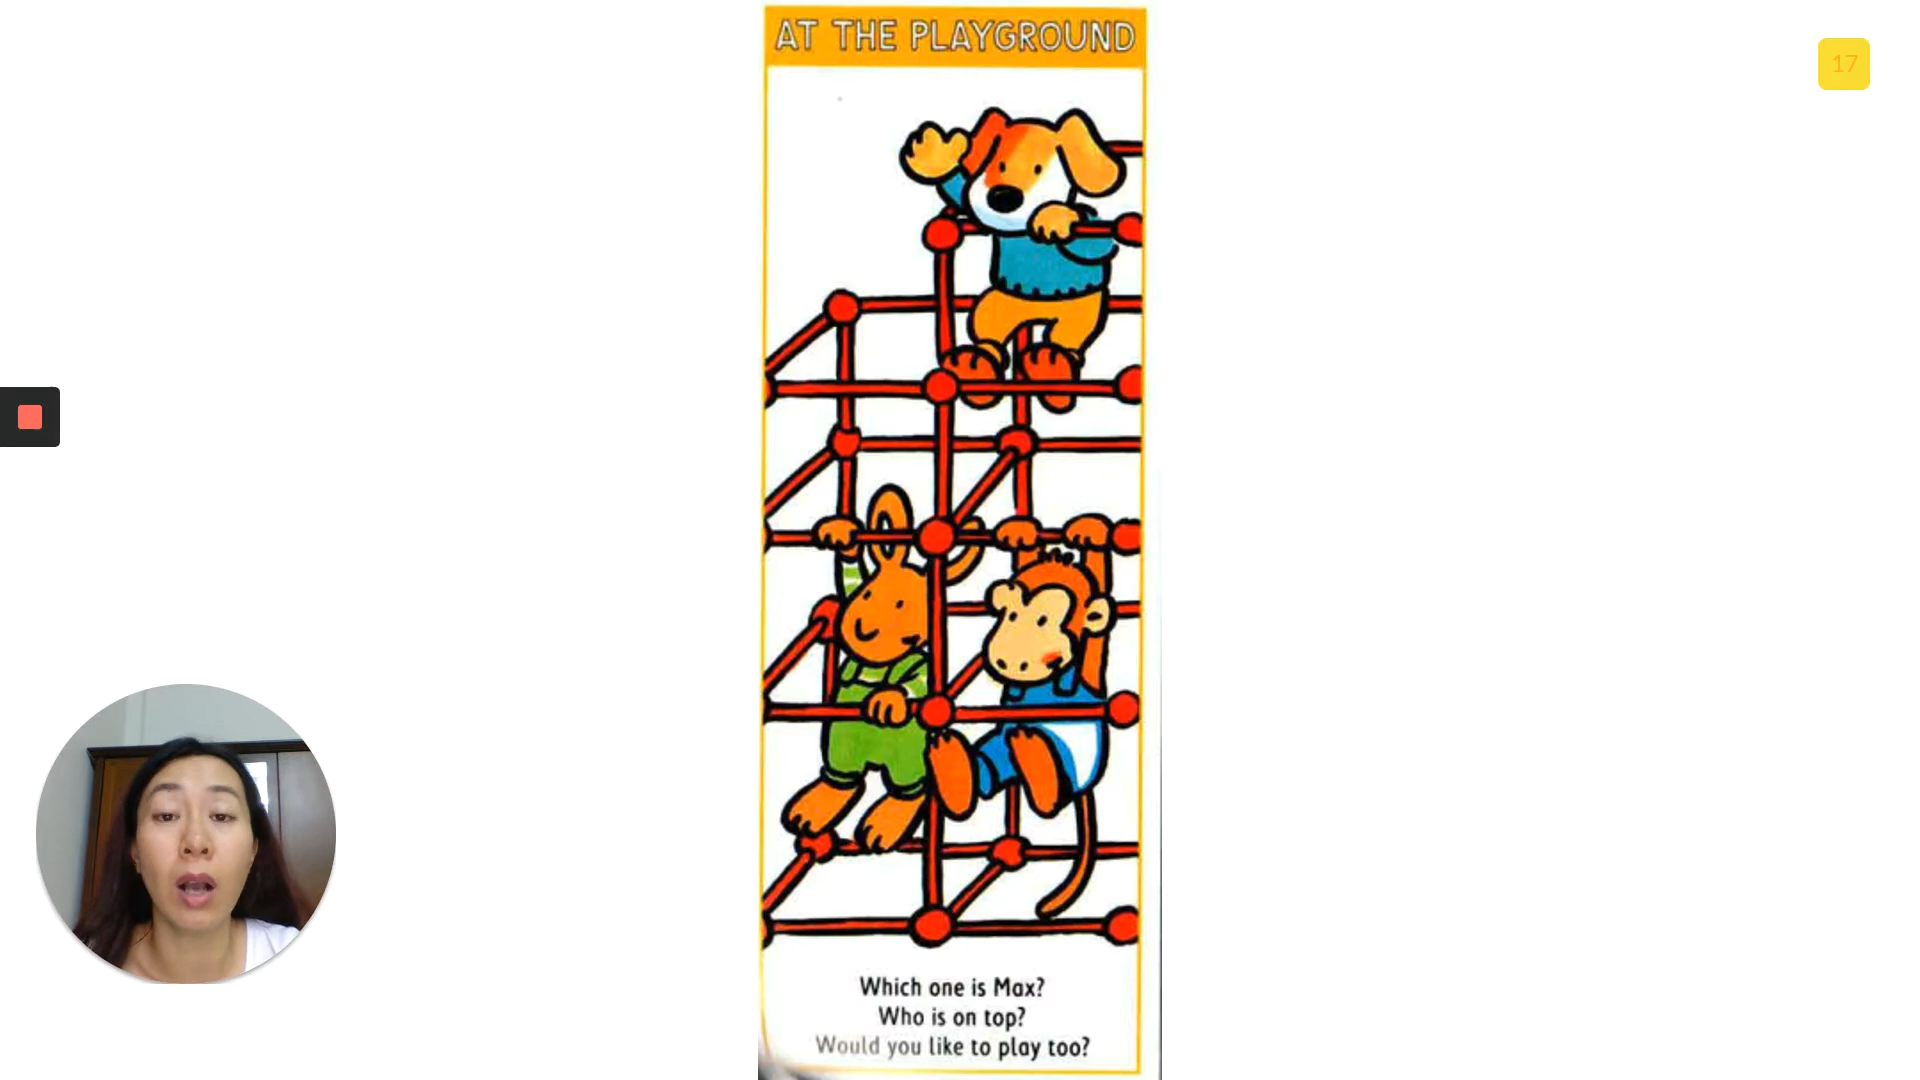 AT THE PLAYGROUND
17
Which one is Max?
Who is on top?
Would you like to play too?